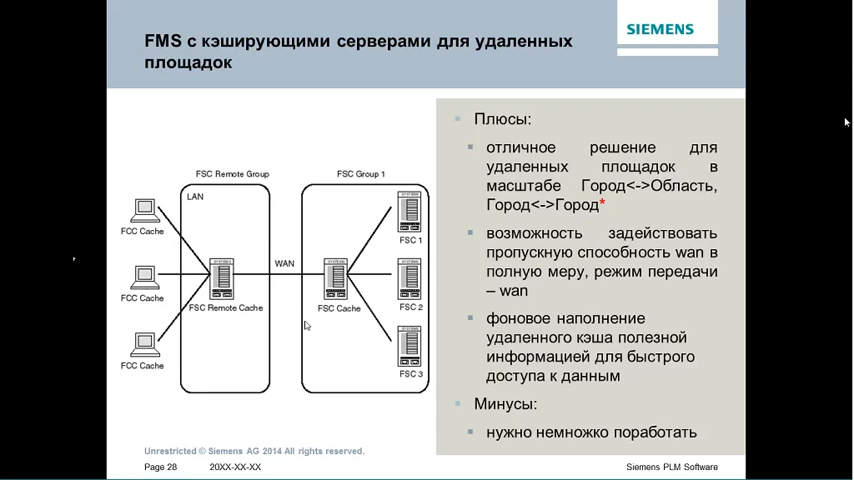 FMS с кэширующими серверами для удаленных
площадок
SIEMENS
FSC Remote Group
FSC Group 1
LAN
FCC Cache
FSC 1
WAN
FCC Cache
FSC Remote Cache
FSC Cache
FSC 2
FCC Cache
FSC 3
Плюсы:
отличное решение для
удаленных площадок в
масштабе Город<->Область,
Город<->Город*
возможность задействовать
пропускную способность wan в
полную меру, режим передачи
– wan
фоновое наполнение
удаленного кэша полезной
информацией для быстрого
доступа к данным
Минусы:
нужно немножко поработать
Unrestricted © Siemens AG 2014 All rights reserved.
Page 28
20XX-XX-XX
Siemens PLM Software